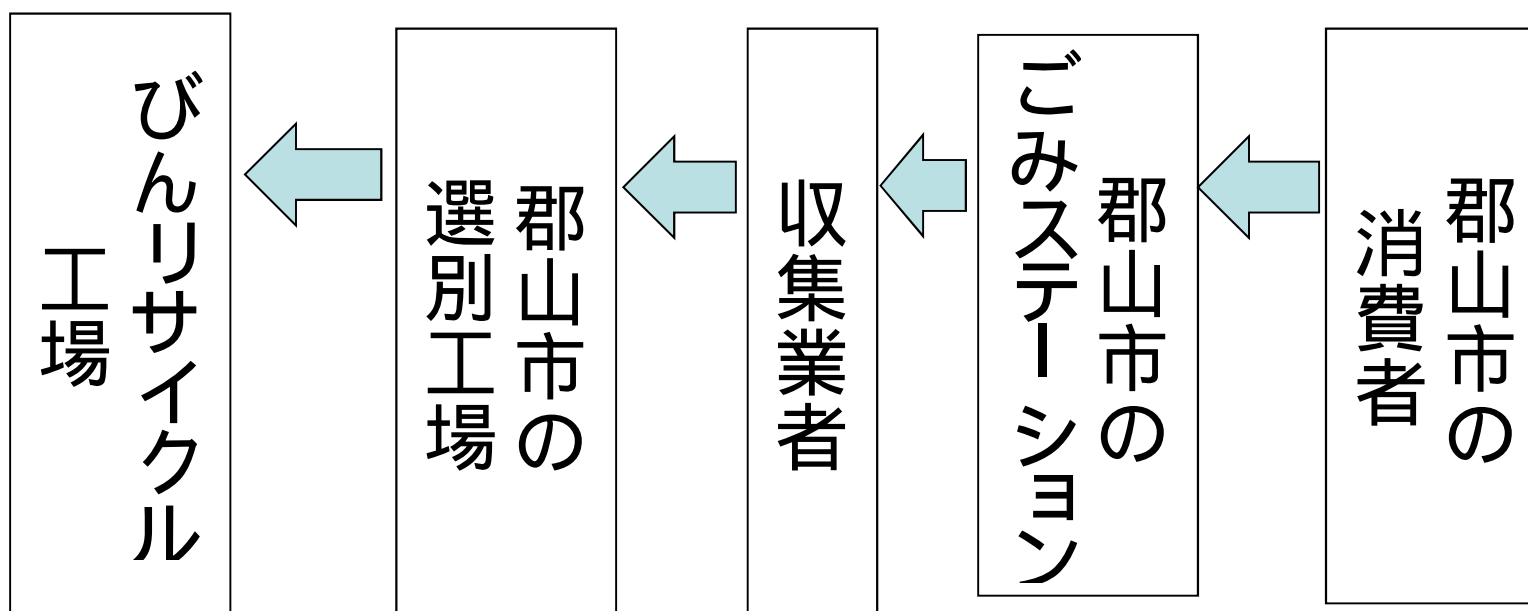 郡山市の
消費者
郡山市の
ごみステーション
収集業者
郡山市の
選別工場
びんリサイクル
工場